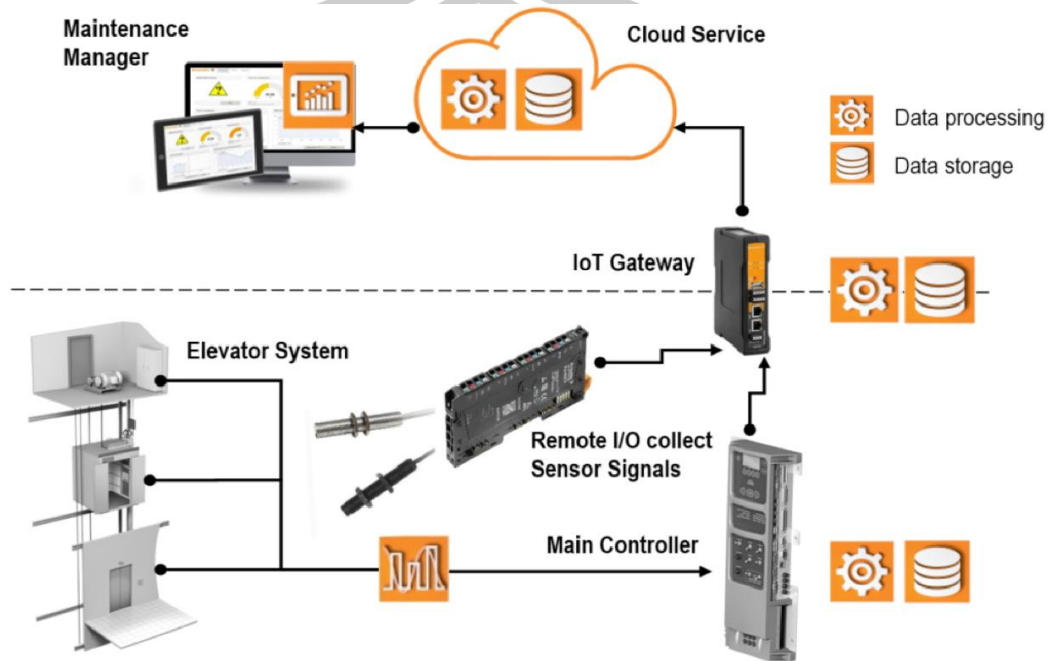 Maintenance
Manager
Cloud Service
Data processing
Data storage
IoT Gateway
Elevator System
Remote I/O collect
Sensor Signals
Main Controller